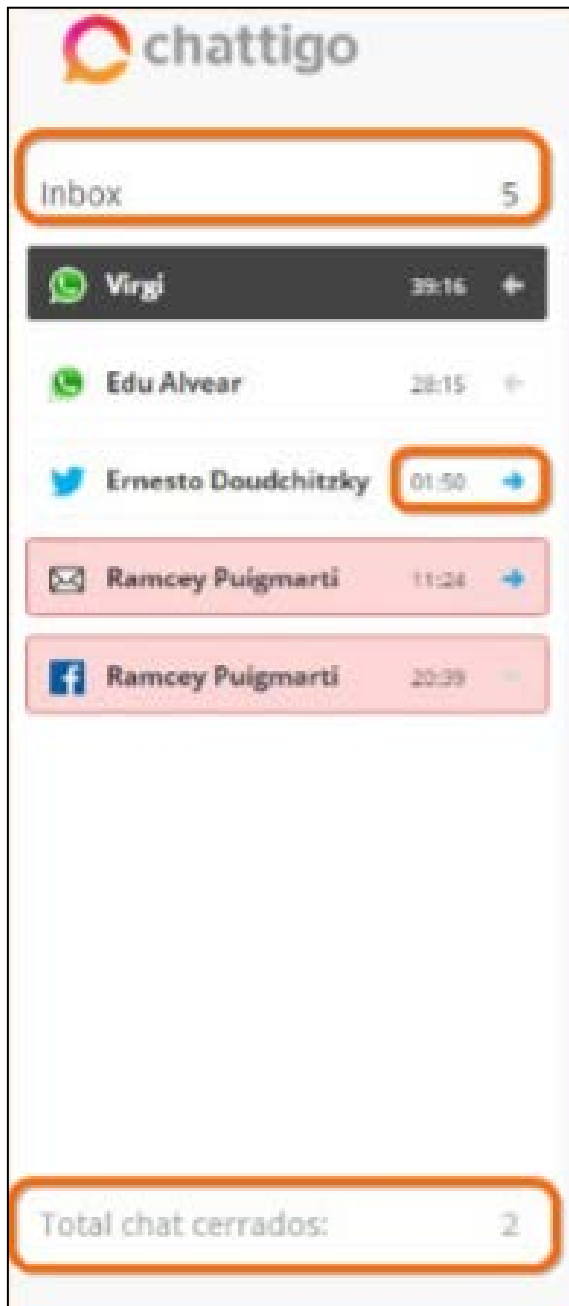 chattigo
Inbox 5
Virgi 39:16
Edu Alvear 28:15
Ernesto Doudchitzky 01:50
Ramcey Puigmarti 11:24
Ramcey Puigmarti 20:39
Total chat cerrados: 2